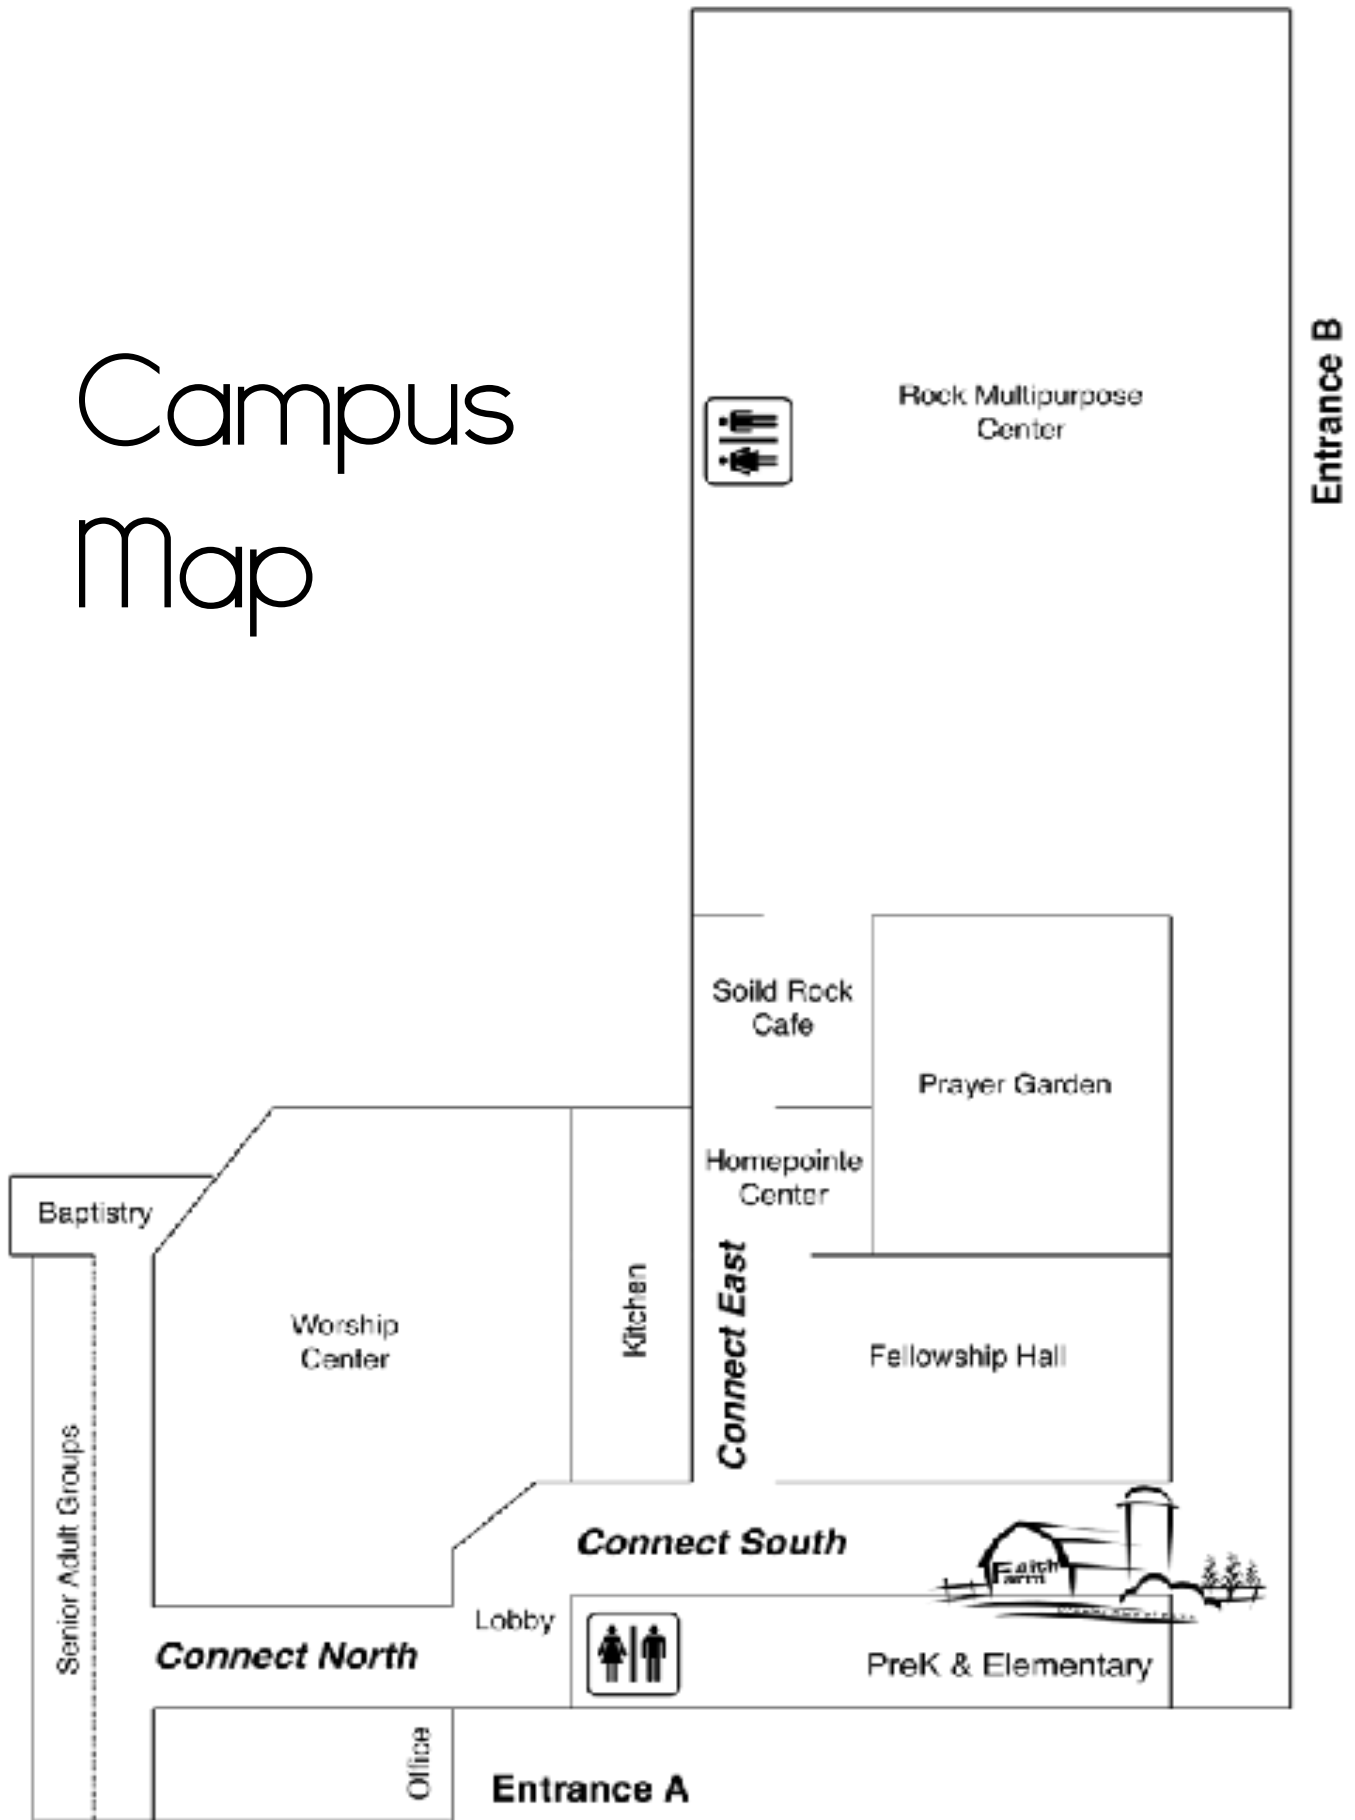 Campus
Map
Entrance B
Rock Multipurpose
Center
Soild Rock
Cafe
Prayer Garden
Homepointe
Center
Baptistry
Kitchen
Connect East
Worship
Center
Fellowship Hall
Senior Adult Groups
Connect South
Faith
Farm
Lobby
Connect North
PreK & Elementary
Office
Entrance A